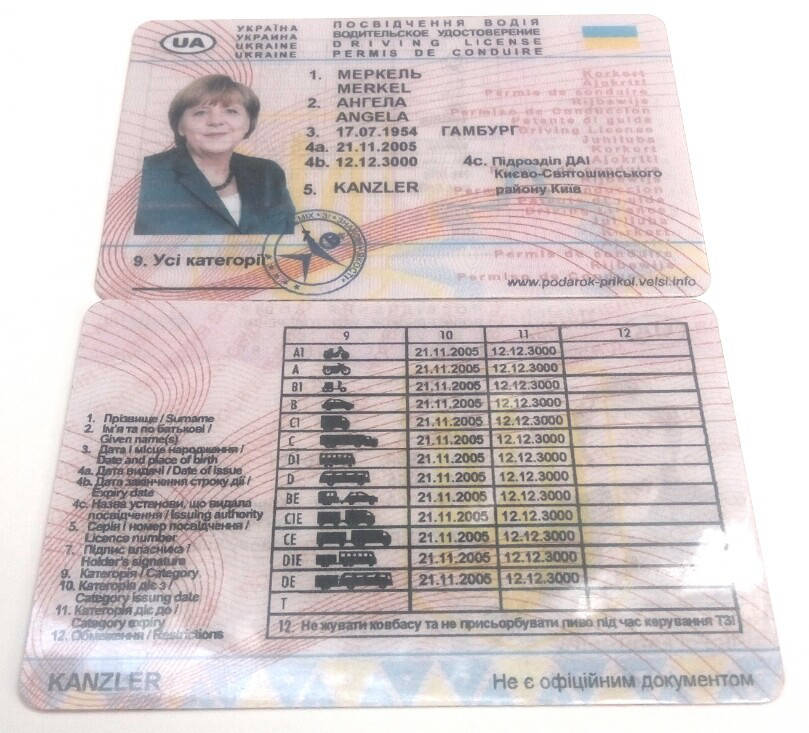 UA
УКРАЇНА
УКРАИНА
UKRAINE
UKRAINE
ПОСВІДЧЕННЯ ВОДІЯ
ВОДИТЕЛЬСКОЕ УДОСТОВЕРЕНИЕ
DRIVING LICENSE
PERMIS DE CONDUIRE
1. МЕРКЕЛЬ
MERKEL
2. АНГЕЛА
ANGELA
3. 17.07.1954 ГАМБУРГ
4a. 21.11.2005
4b. 12.12.3000
4c. Підрозділ ДАІ
Києво-Святошинського
району Київ
5. KANZLER
9. Усі категорії
Permis de conduire
Driving License
www.podarok-prikol.velsi.info
1. Прізвище / Surname
2. Ім'я та по батькові /
Given name(s)
3. Дата і місце народження /
Date and place of birth
4a. Дата видачі / Date of issue
4b. Дата закінчення строку дії /
Expiry date
4c. Назва установи, що видала
посвідчення / Issuing authority
5. Серія і номер посвідчення /
Licence number
7. Підпис власника /
Holder's signature
9. Категорія / Category
10. Категорія діє з /
Category issuing date
11. Категорія діє до /
Category expiry
12. Обмеження / Restrictions
9 10 11 12
A1 21.11.2005 12.12.3000
A 21.11.2005 12.12.3000
B1 21.11.2005 12.12.3000
B 21.11.2005 12.12.3000
C1 21.11.2005 12.12.3000
C 21.11.2005 12.12.3000
D1 21.11.2005 12.12.3000
D 21.11.2005 12.12.3000
BE 21.11.2005 12.12.3000
C1E 21.11.2005 12.12.3000
CE 21.11.2005 12.12.3000
D1E 21.11.2005 12.12.3000
DE 21.11.2005 12.12.3000
T
12. Не жувати ковбасу та не присьорбувати пиво під час керування ТЗ!
KANZLER
Не є офіційним документом